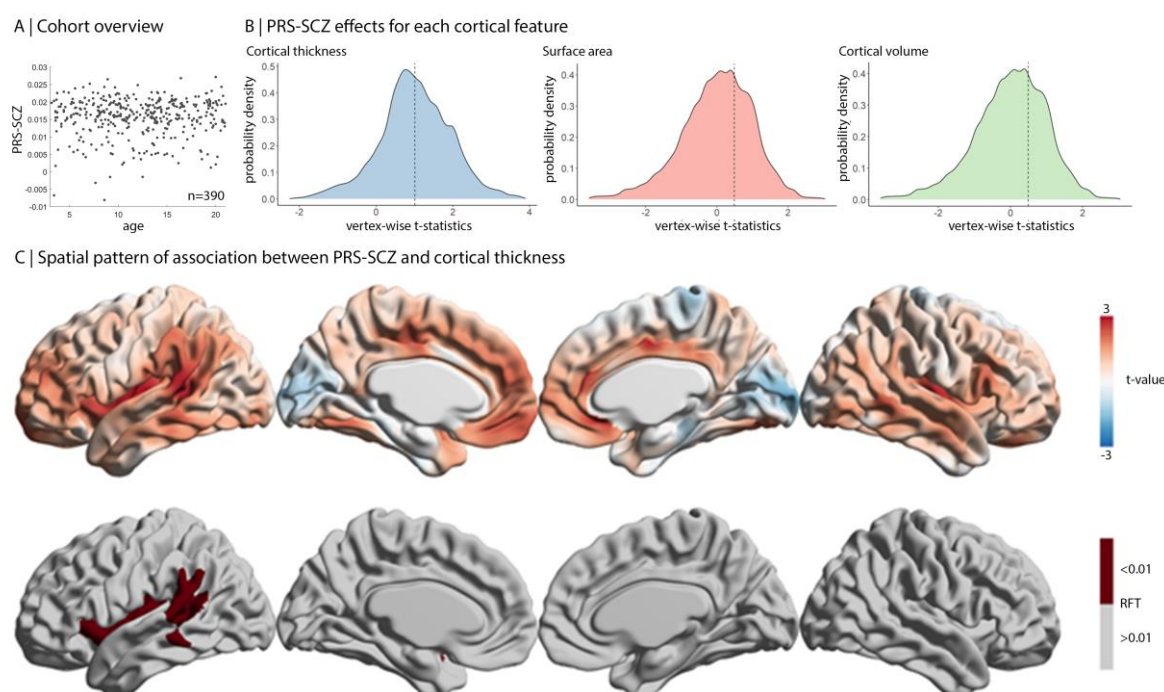 A | Cohort overview
B | PRS-SCZ effects for each cortical feature
Cortical thickness
Surface area
Cortical volume
PRS-SCZ
0.03
0.025
0.02
0.015
0.01
0.005
0
-0.005
-0.01
5
10
15
20
n=390
age
probability density
0.5
0.4
0.3
0.2
0.1
0.0
-2
0
2
4
vertex-wise t-statistics
probability density
0.4
0.3
0.2
0.1
0.0
-2
0
2
vertex-wise t-statistics
probability density
0.4
0.3
0.2
0.1
0.0
-2
0
2
vertex-wise t-statistics
C | Spatial pattern of association between PRS-SCZ and cortical thickness
3
t-value
-3
<0.01
RFT
>0.01